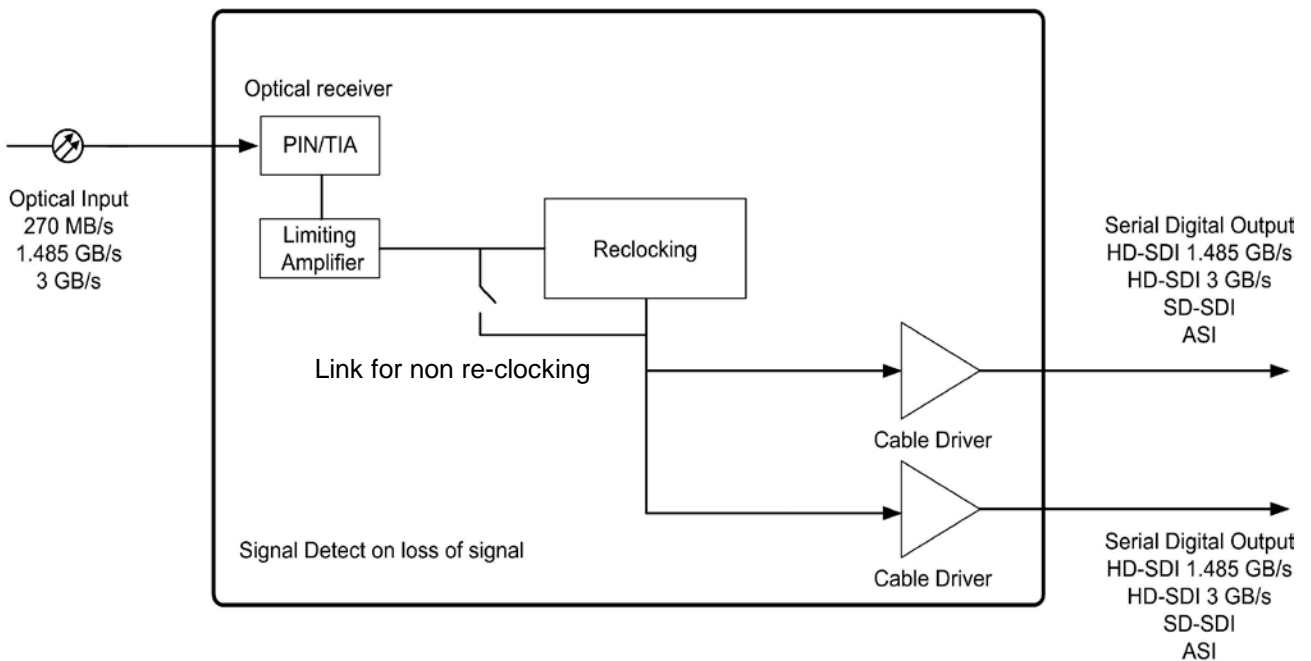 Optical receiver
PIN/TIA
Optical Input
270 MB/s
1.485 GB/s
3 GB/s
Limiting
Amplifier
Reclocking
Link for non re-clocking
Serial Digital Output
HD-SDI 1.485 GB/s
HD-SDI 3 GB/s
SD-SDI
ASI
Cable Driver
Signal Detect on loss of signal
Cable Driver
Serial Digital Output
HD-SDI 1.485 GB/s
HD-SDI 3 GB/s
SD-SDI
ASI